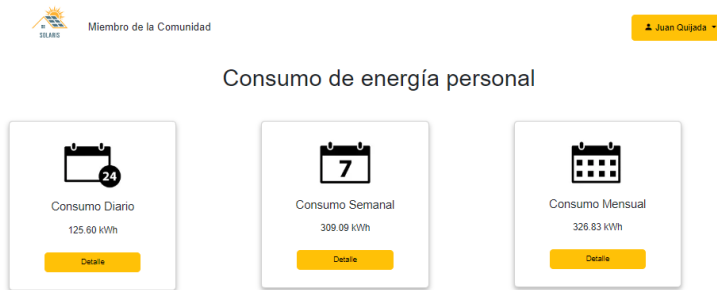 SOLARIS
Miembro de la Comunidad
Juan Quijada
Consumo de energía personal
24
Consumo Diario
125.60 kWh
Detalle
7
Consumo Semanal
309.09 kWh
Detalle
Consumo Mensual
326.83 kWh
Detalle